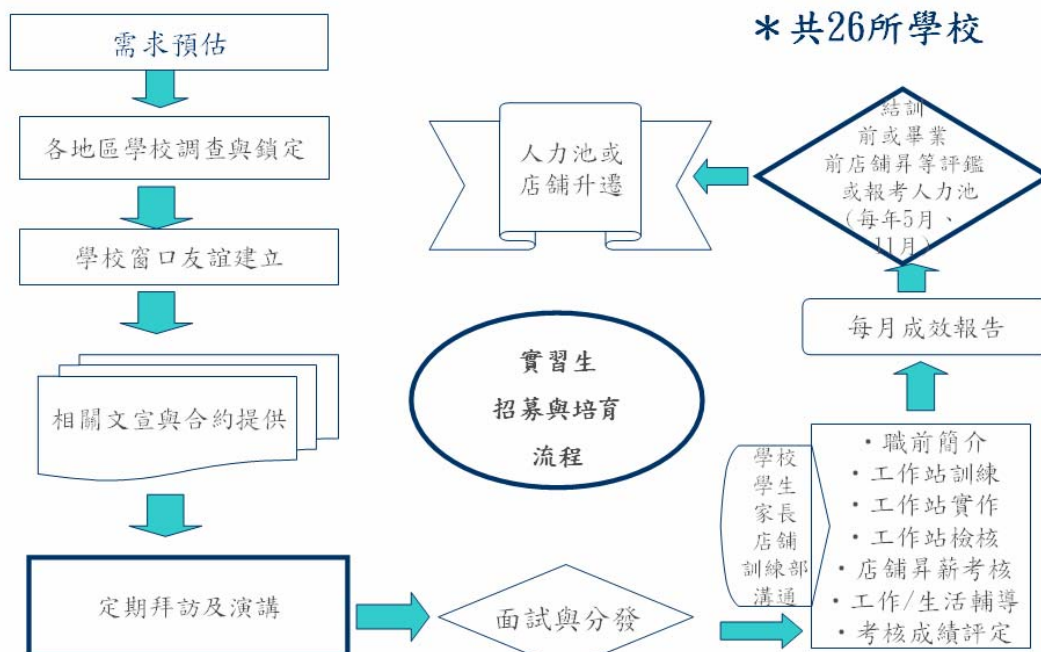 *共26所學校
需求預估
各地區學校調查與鎖定
學校窗口友誼建立
相關文宣與合約提供
定期拜訪及演講
面試與分發
學校
學生
家長
店舖
訓練部
溝通
•職前簡介
•工作站訓練
•工作站實作
•工作站檢核
•店舖昇薪考核
•工作/生活輔導
•考核成績評定
每月成效報告
結訓
前或畢業
前店舖昇等評鑑
或報考人力池
(每年5月、
11月)
人力池或
店舖升遷
實習生
招募與培育
流程